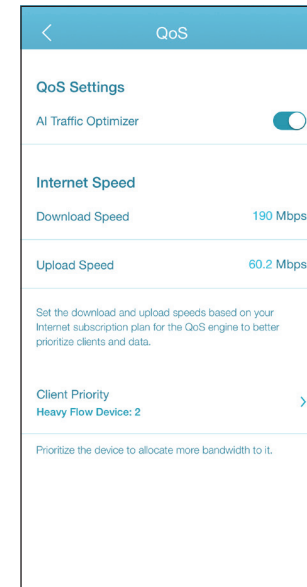 QoS
QoS Settings
AI Traffic Optimizer
Internet Speed
Download Speed 190 Mbps
Upload Speed 60.2 Mbps
Set the download and upload speeds based on your
Internet subscription plan for the QoS engine to better
prioritize clients and data.
Client Priority
Heavy Flow Device: 2
Prioritize the device to allocate more bandwidth to it.